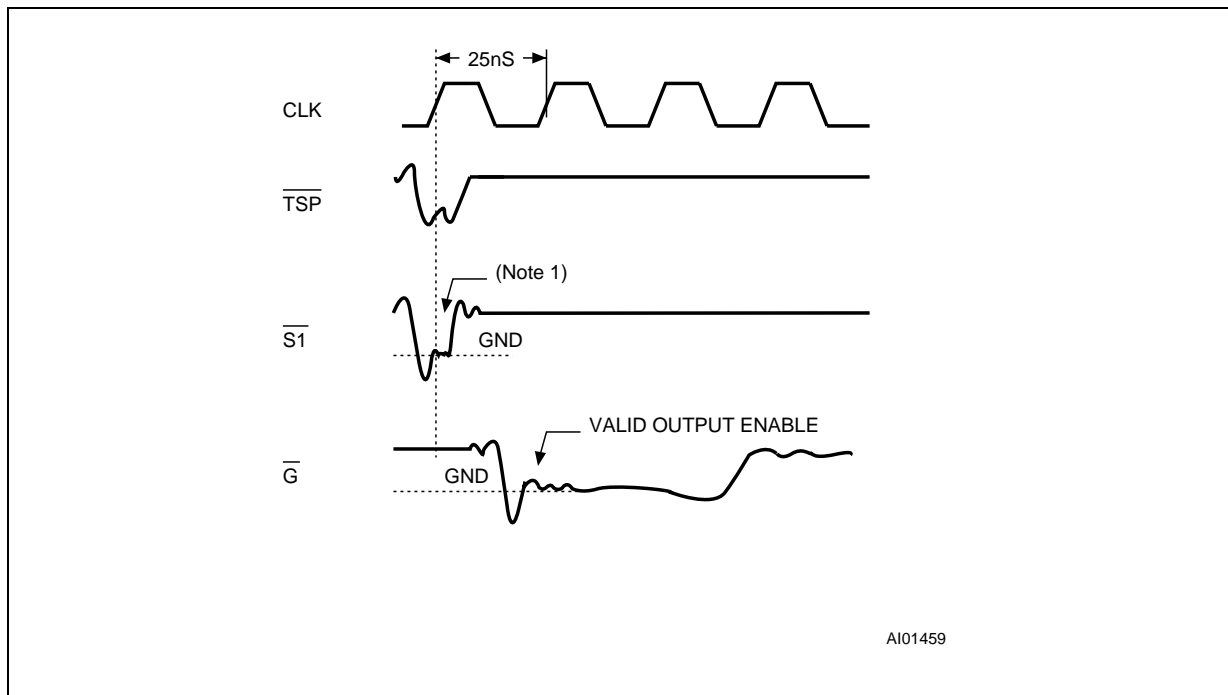 25nS
CLK
TSP
(Note 1)
S1
GND
VALID OUTPUT ENABLE
G
GND
AI01459